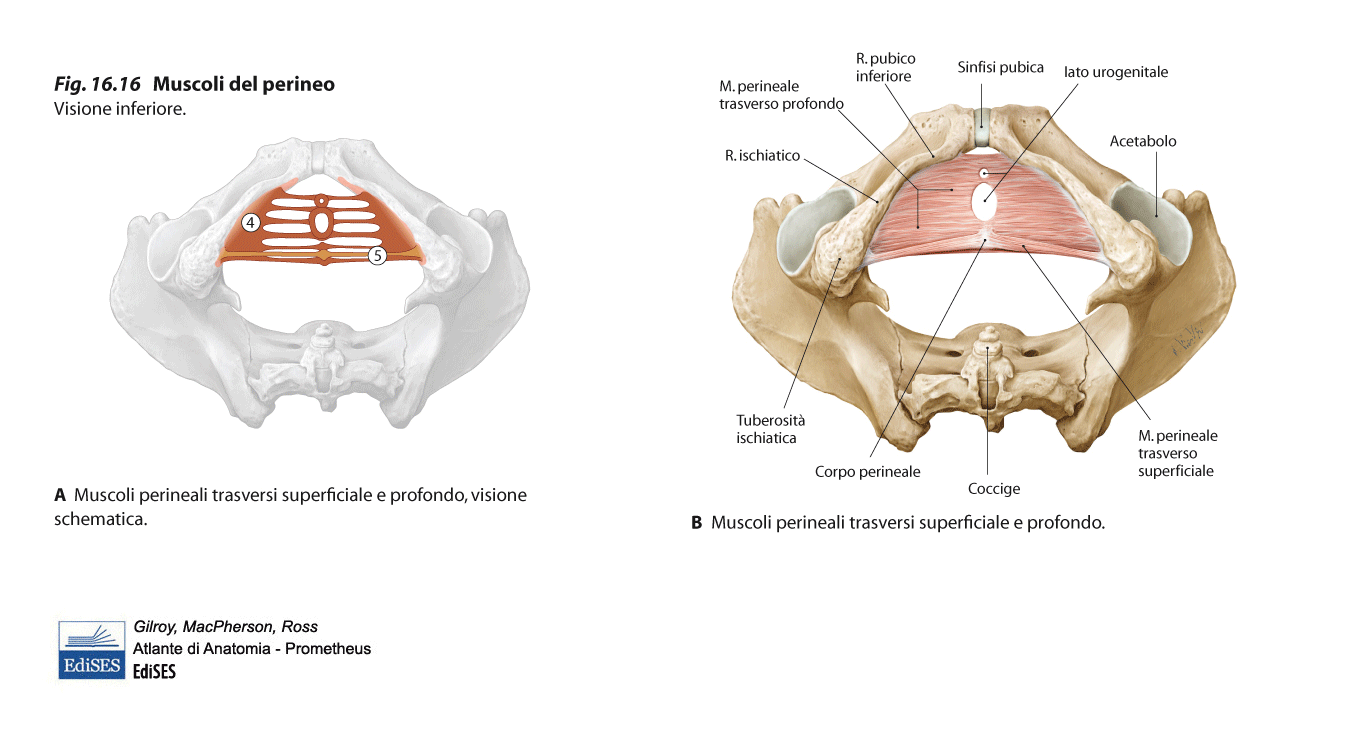 Fig. 16.16 Muscoli del perineo
Visione inferiore.
4
5
A Muscoli perineali trasversi superficiale e profondo, visione
schematica.
R. pubico
inferiore
Sinfisi pubica
Iato urogenitale
M. perineale
trasverso profondo
Acetabolo
R. ischiatico
Tuberosità
ischiatica
Corpo perineale
Coccige
M. perineale
trasverso
superficiale
B Muscoli perineali trasversi superficiale e profondo.
EdiSES
Gilroy, MacPherson, Ross
Atlante di Anatomia - Prometheus
EdiSES